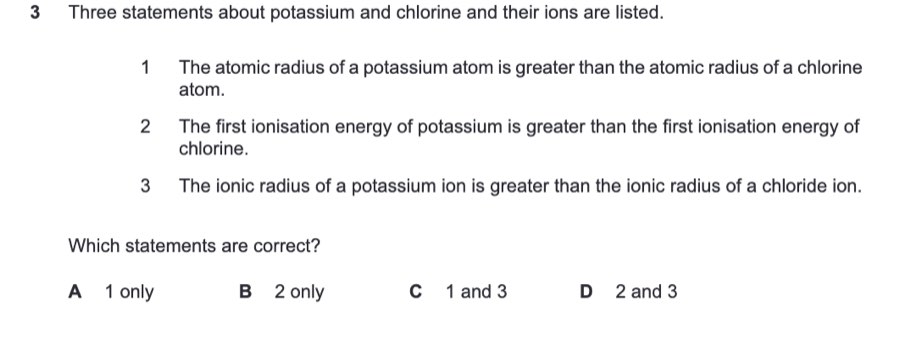 3 Three statements about potassium and chlorine and their ions are listed.
1 The atomic radius of a potassium atom is greater than the atomic radius of a chlorine
atom.
2 The first ionisation energy of potassium is greater than the first ionisation energy of
chlorine.
3 The ionic radius of a potassium ion is greater than the ionic radius of a chloride ion.
Which statements are correct?
A 1 only B 2 only C 1 and 3 D 2 and 3